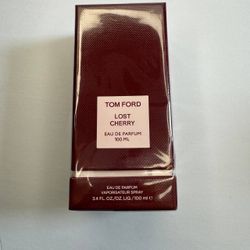 TOM FORD
LOST
CHERRY
EAU DE PARFUM
100 ML
EAU DE PARFUM
VAPORISATEUR SPRAY
3.4 FL.OZ./OZ.LIQ./100 ml ℮